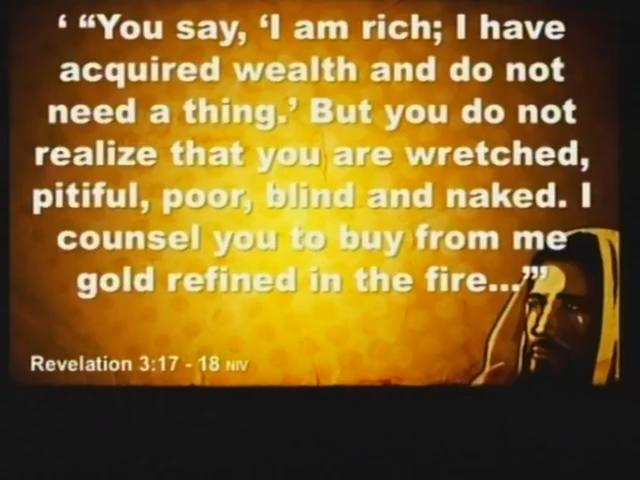 ‘ “You say, ‘I am rich; I have
acquired wealth and do not
need a thing.’ But you do not
realize that you are wretched,
pitiful, poor, blind and naked. I
counsel you to buy from me
gold refined in the fire...”’
Revelation 3:17 - 18 NIV